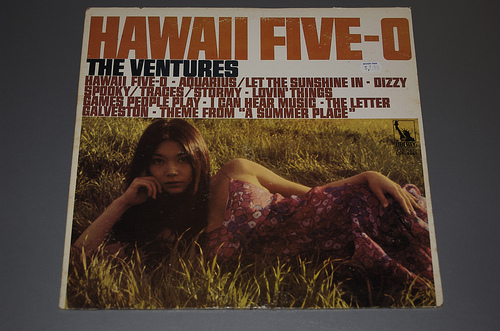 HAWAII FIVE-O
THE VENTURES
HAWAII FIVE-O - AQUARIUS/LET THE SUNSHINE IN - DIZZY
SPOOKY/TRACES/STORMY - LOVIN' THINGS
GAMES PEOPLE PLAY - I CAN HEAR MUSIC - THE LETTER
GALVESTON - THEME FROM "A SUMMER PLACE"